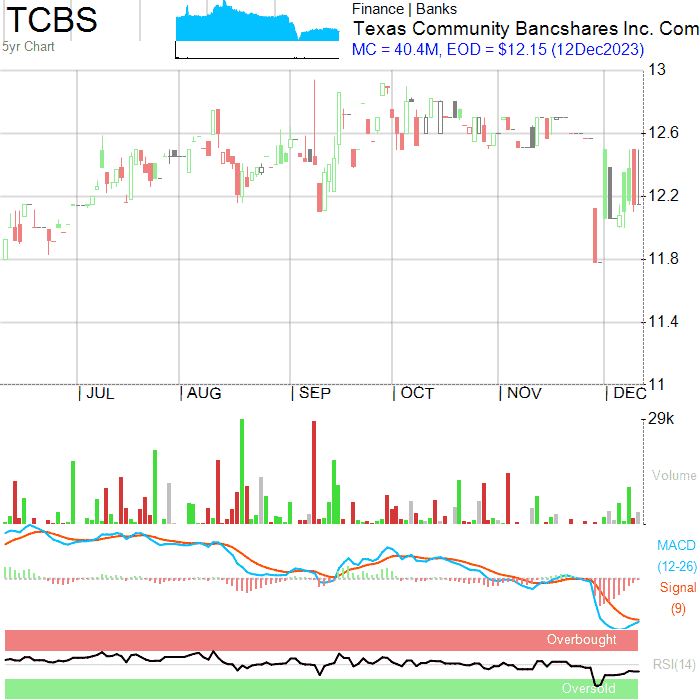 TCBS
5yr Chart
Finance | Banks
Texas Community Bancshares Inc. Com
MC = 40.4M, EOD = $12.15 (12Dec2023)
13
12.6
12.2
11.8
11.4
11
JUL
AUG
SEP
OCT
NOV
DEC
29k
Volume
MACD
(12-26)
Signal
(9)
Overbought
RSI(14)
Oversold